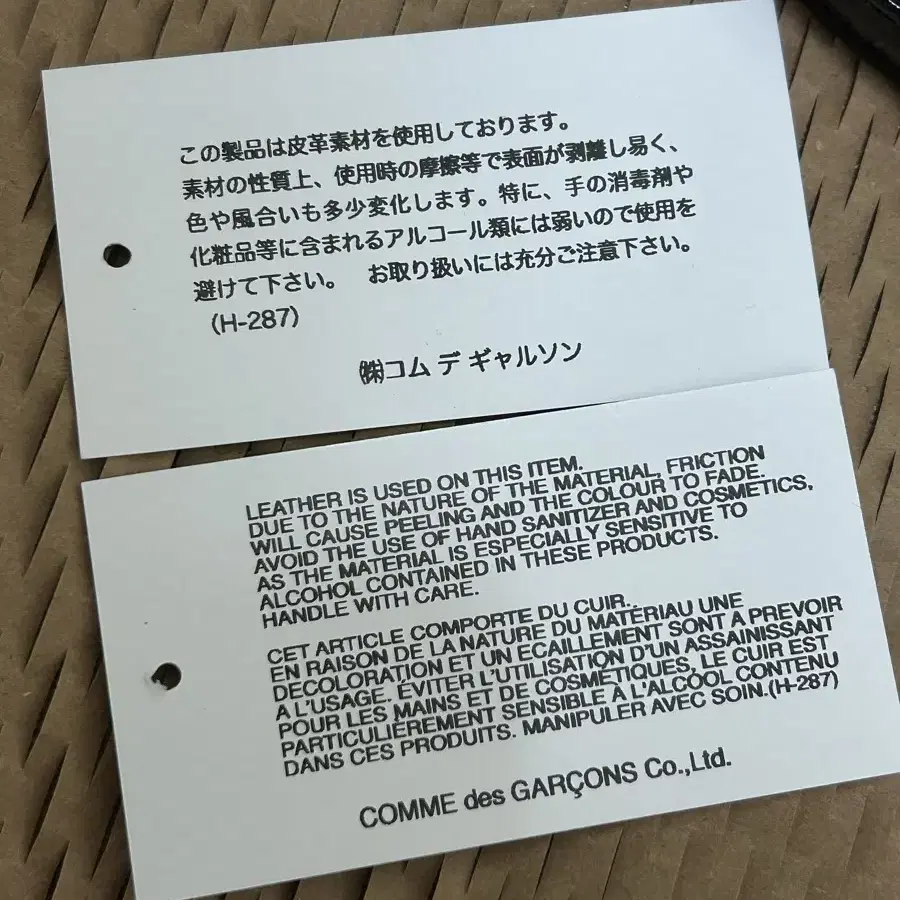 この製品は皮革素材を使用しております。
素材の性質上、使用時の摩擦等で表面が剥離し易く、
色や風合いも多少変化します。特に、手の消毒剤や
化粧品等に含まれるアルコール類には弱いので使用を
避けて下さい。　お取り扱いには充分ご注意下さい。
(H-287)
㈱コム デ ギャルソン
LEATHER IS USED ON THIS ITEM.
DUE TO THE NATURE OF THE MATERIAL, FRICTION
WILL CAUSE PEELING AND THE COLOUR TO FADE.
AVOID THE USE OF HAND SANITIZER AND COSMETICS,
AS THE MATERIAL IS ESPECIALLY SENSITIVE TO
ALCOHOL CONTAINED IN THESE PRODUCTS.
HANDLE WITH CARE.
CET ARTICLE COMPORTE DU CUIR.
EN RAISON DE LA NATURE DU MATÉRIAU UNE
DECOLORATION ET UN ECAILLEMENT SONT A PREVOIR
A L'USAGE. ÉVITER L'UTILISATION D'UN ASSAINISSANT
POUR LES MAINS ET DE COSMÉTIQUES, LE CUIR EST
PARTICULIÈREMENT SENSIBLE À L'ALCOOL CONTENU
DANS CES PRODUITS. MANIPULER AVEC SOIN.(H-287)
COMME des GARÇONS Co.,Ltd.